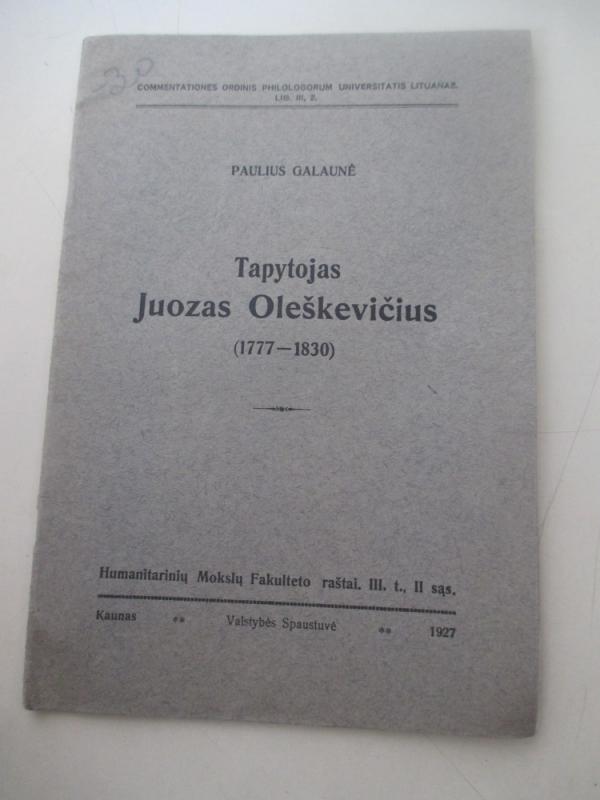 30
COMMENTATIONES ORDINIS PHILOLOGORUM UNIVERSITATIS LITUANAE.
LIB. III, 2.
PAULIUS GALAUNĖ
Tapytojas
Juozas Oleškevičius
(1777—1830)
Humanitarinių Mokslų Fakulteto raštai. III. t., II sąs.
Kaunas ** Valstybės Spaustuvė ** 1927